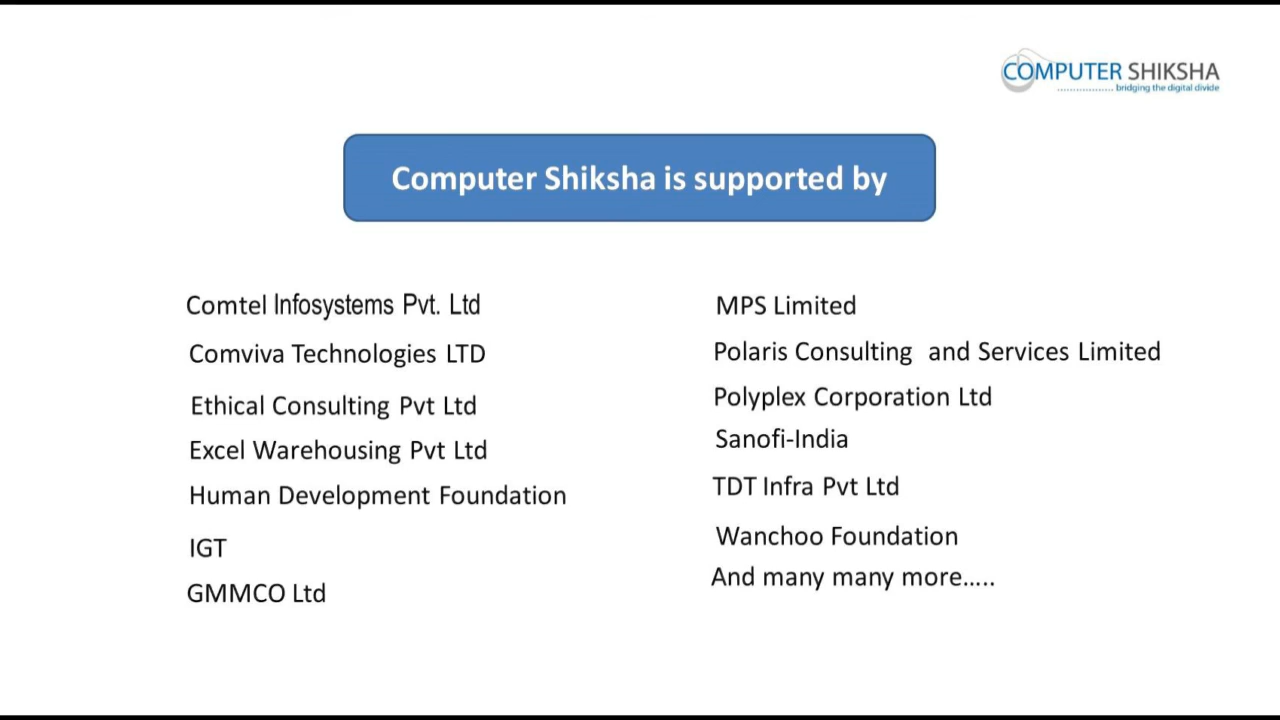 COMPUTER SHIKSHA
bridging the digital divide
Computer Shiksha is supported by
Comtel Infosystems Pvt. Ltd
Comviva Technologies LTD
Ethical Consulting Pvt Ltd
Excel Warehousing Pvt Ltd
Human Development Foundation
IGT
GMMCO Ltd
MPS Limited
Polaris Consulting and Services Limited
Polyplex Corporation Ltd
Sanofi-India
TDT Infra Pvt Ltd
Wanchoo Foundation
And many many more.....